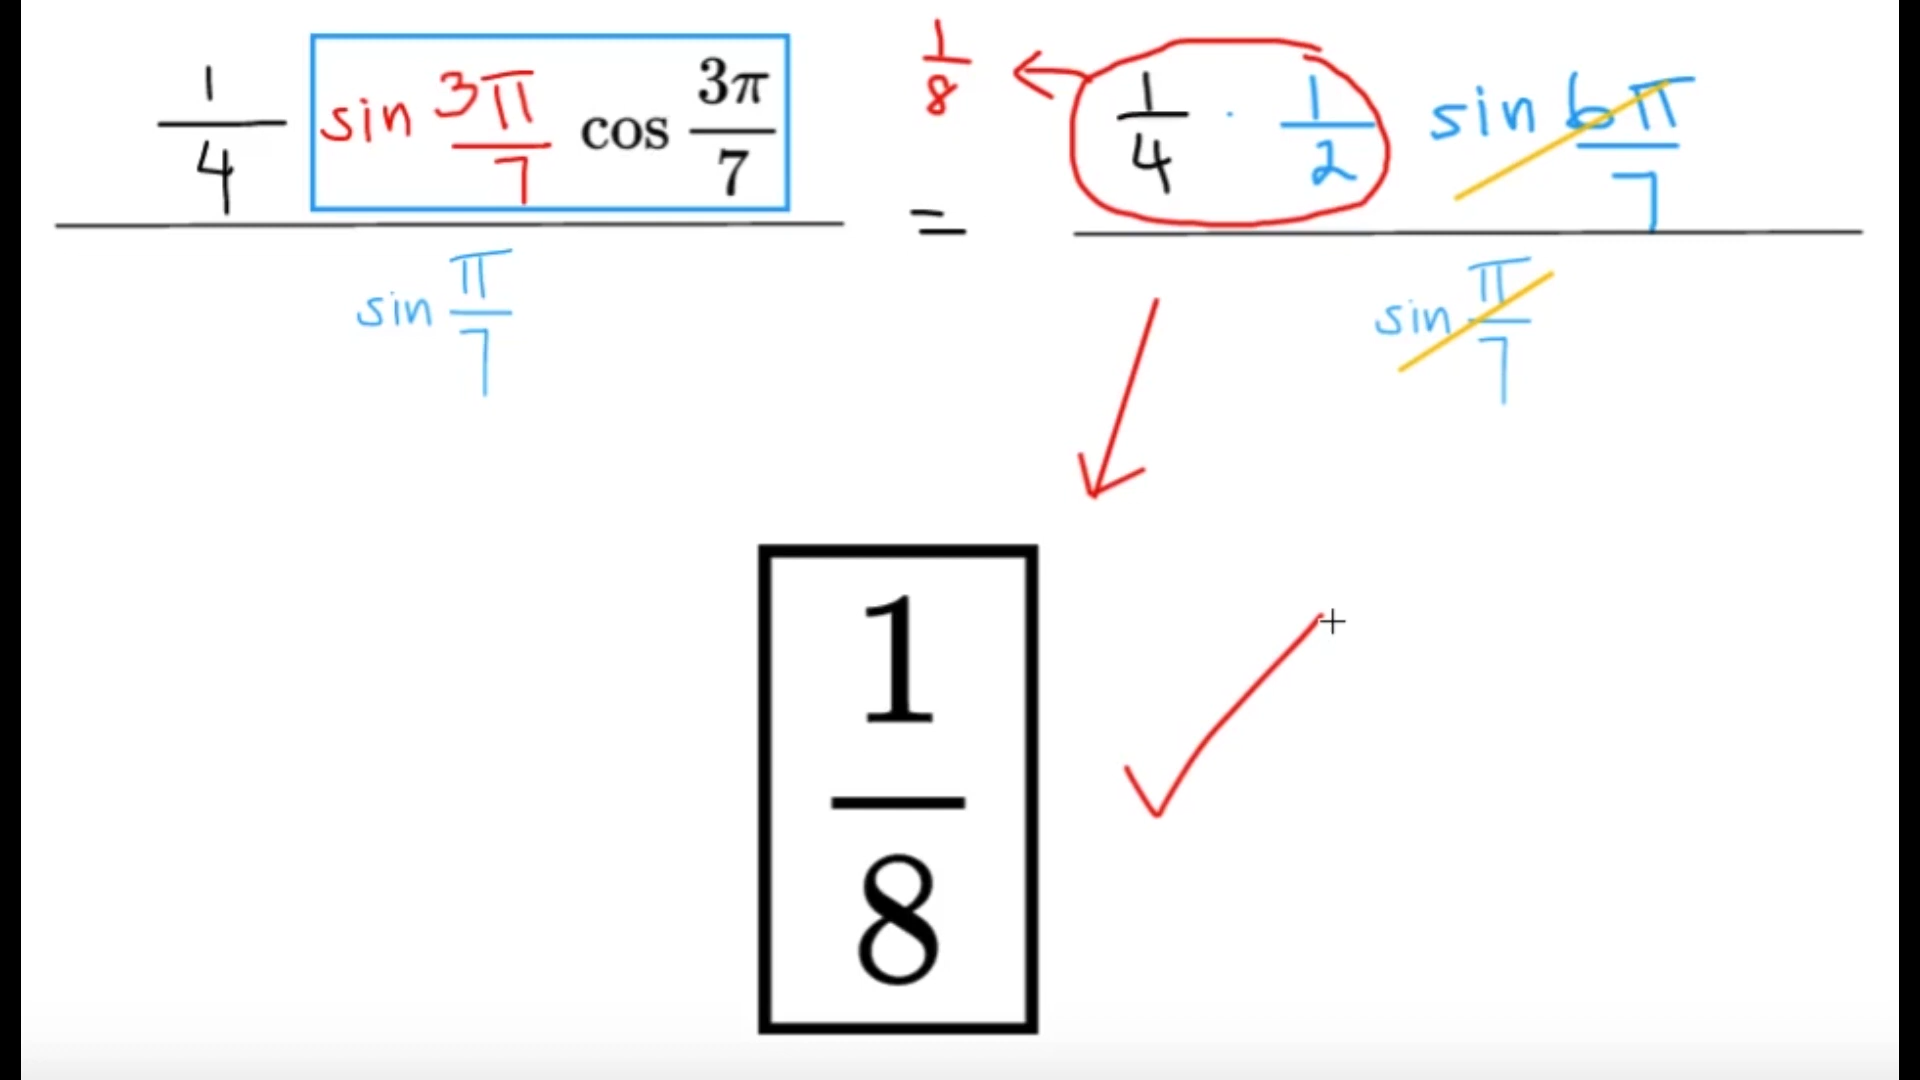 1/4 sin 3π/7 cos 3π/7 / sin π/7 = 1/4 · 1/2 sin 6π/7 / sin π/7
1/8
1/8